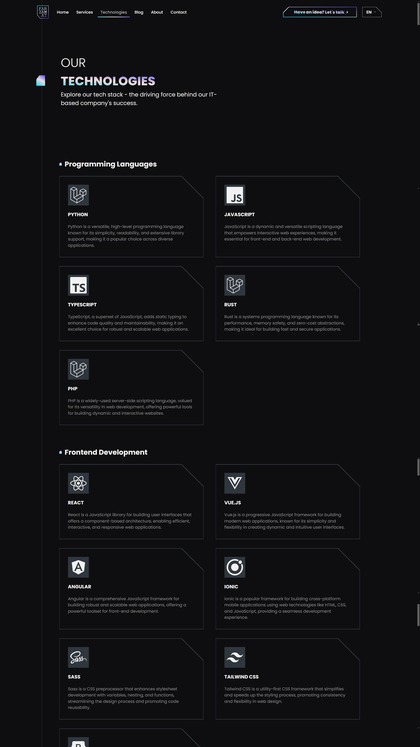 Home Services Technologies Blog About Contact Have an idea? Let's talk EN
OUR
TECHNOLOGIES
Explore our tech stack - the driving force behind our IT-
based company's success.
Programming Languages
PYTHON
Python is a versatile, high-level programming language
known for its simplicity, readability, and extensive library
support, making it a popular choice across diverse
applications.
JS
JAVASCRIPT
JavaScript is a dynamic and versatile scripting language
that empowers interactive web experiences, making it
essential for front-end and back-end web development.
TS
TYPESCRIPT
TypeScript, a superset of JavaScript, adds static typing to
enhance code quality and maintainability, making it an
excellent choice for robust and scalable web applications.
RUST
Rust is a systems programming language known for its
performance, memory safety, and zero-cost abstractions,
making it ideal for building fast and secure applications.
PHP
PHP is a widely-used server-side scripting language, valued
for its versatility in web development, offering powerful tools
for building dynamic and interactive websites.
Frontend Development
REACT
React is a JavaScript library for building user interfaces that
offers a component-based architecture, enabling efficient,
interactive, and responsive web applications.
VUE.JS
Vue.js is a progressive JavaScript framework for building
modern web applications, known for its simplicity and
flexibility in creating dynamic and intuitive user interfaces.
ANGULAR
Angular is a comprehensive JavaScript framework for
building robust and scalable web applications, offering a
powerful toolset for front-end development.
IONIC
Ionic is a popular framework for building cross-platform
mobile applications using web technologies like HTML, CSS,
and JavaScript, providing a seamless development
experience.
Sass
SASS
Sass is a CSS preprocessor that enhances stylesheet
development with variables, nesting, and functions,
streamlining the design process and promoting code
reusability.
TAILWIND CSS
Tailwind CSS is a utility-first CSS framework that simplifies
and speeds up the styling process, promoting consistency
and flexibility in web design.